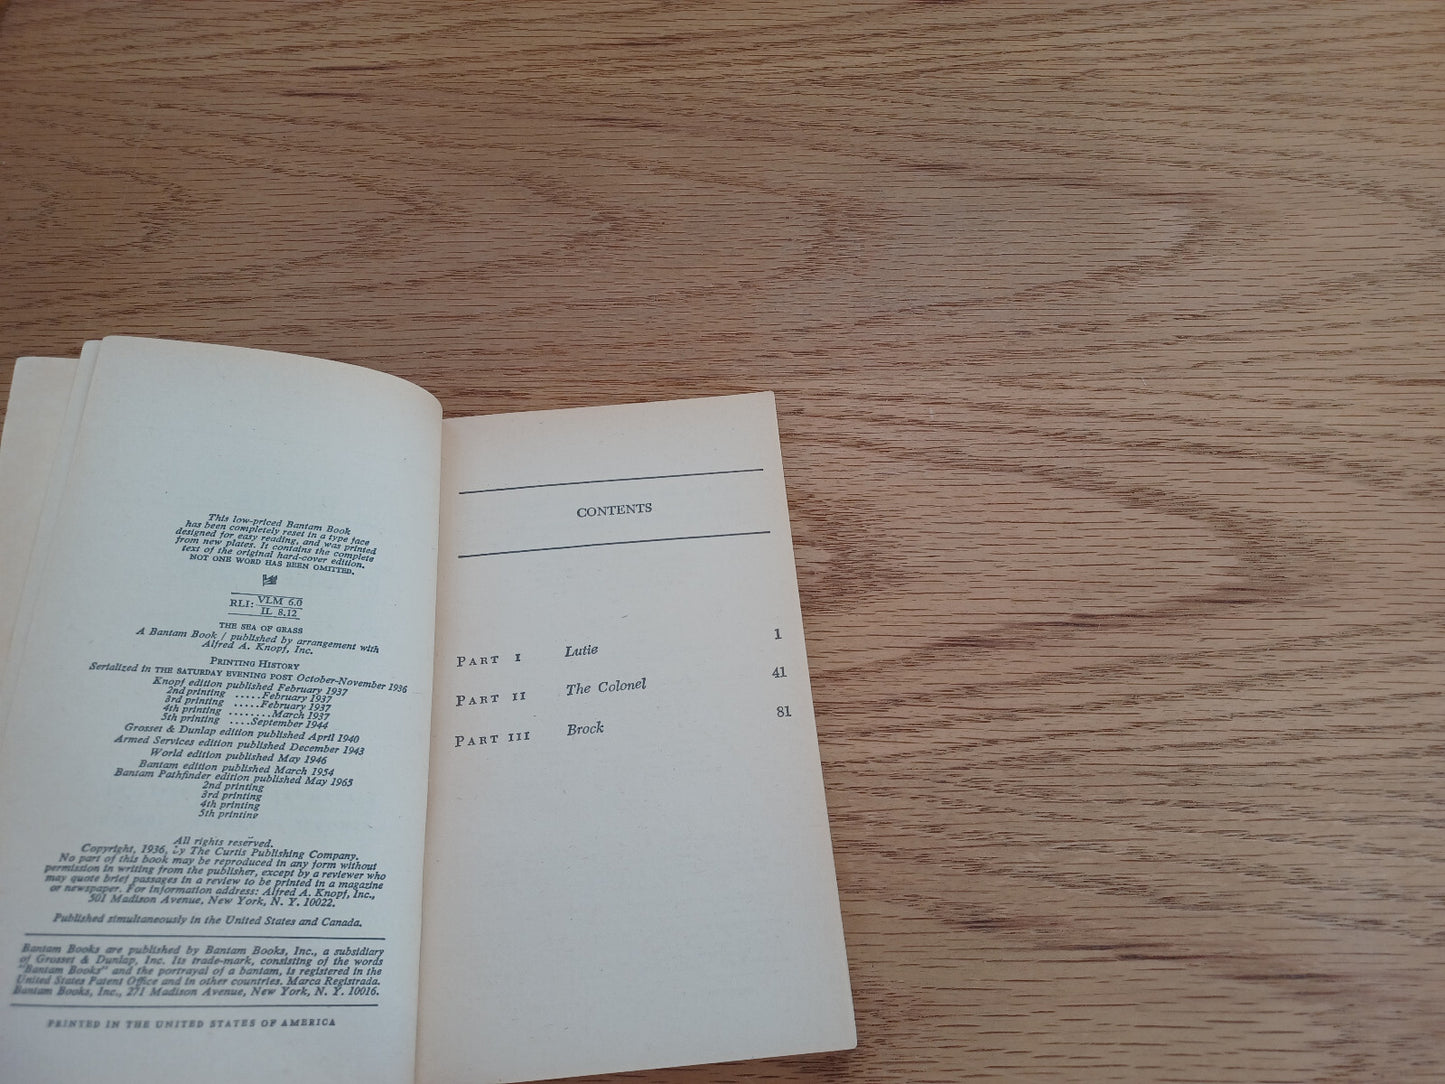 This low-priced Bantam Book
has been completely reset in a type face
designed for easy reading, and was printed
from new plates. It contains the complete
text of the original hard-cover edition.
NOT ONE WORD HAS BEEN OMITTED.
RLI: VLM 6.0
IL 8.12
THE SEA OF GRASS
A Bantam Book / published by arrangement with
Alfred A. Knopf, Inc.
PRINTING HISTORY
Serialized in THE SATURDAY EVENING POST October-November 1936
Knopf edition published February 1937
2nd printing .....February 1937
3rd printing .....February 1937
4th printing ........March 1937
5th printing ....September 1944
Grosset & Dunlap edition published April 1940
Armed Services edition published December 1943
World edition published May 1946
Bantam edition published March 1954
Bantam Pathfinder edition published May 1965
2nd printing
3rd printing
4th printing
5th printing
All rights reserved.
Copyright, 1936, by The Curtis Publishing Company.
No part of this book may be reproduced in any form without
permission in writing from the publisher, except by a reviewer who
may quote brief passages in a review to be printed in a magazine
or newspaper. For information address: Alfred A. Knopf, Inc.,
501 Madison Avenue, New York, N. Y. 10022.
Published simultaneously in the United States and Canada.
Bantam Books are published by Bantam Books, Inc., a subsidiary
of Grosset & Dunlap, Inc. Its trade-mark, consisting of the words
"Bantam Books" and the portrayal of a bantam, is registered in the
United States Patent Office and in other countries. Marca Registrada.
Bantam Books, Inc., 271 Madison Avenue, New York, N. Y. 10016.
PRINTED IN THE UNITED STATES OF AMERICA
CONTENTS
PART I Lutie 1
PART II The Colonel 41
PART III Brock 81